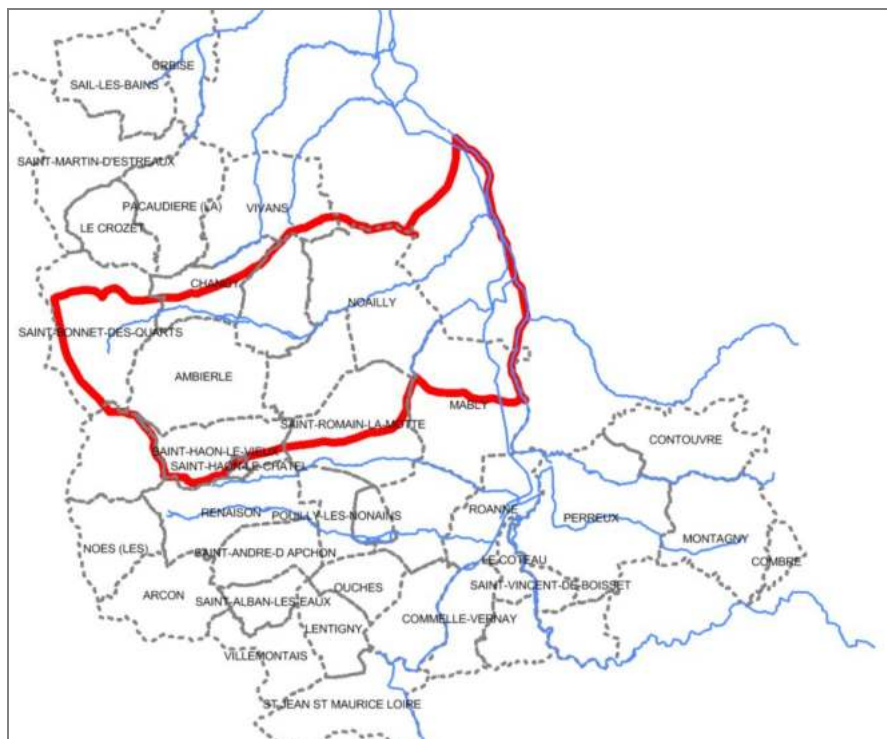 URBISE
SAIL-LES-BAINS
SAINT-MARTIN-D'ESTREAUX
PACAUDIERE (LA)
VIVANS
LE CROZET
CHANGY
NOAILLY
SAINT-BONNET-DES-QUARTS
AMBIERLE
MABLY
SAINT-ROMAIN-LA-MOTTE
CONTOUVRE
SAINT-HAON-LE-VIEUX
SAINT-HAON-LE-CHATEL
RENAISON
POUILLY-LES-NONAINS
ROANNE
PERREUX
MONTAGNY
NOES (LES)
SAINT-ANDRE-D APCHON
LE COTEAU
COMBRE
SAINT-VINCENT-DE-BOISSET
OUCHES
ARCON
SAINT-ALBAN-LES-EAUX
COMMELLE-VERNAY
LENTIGNY
VILLEMONTAIS
ST JEAN ST MAURICE LOIRE